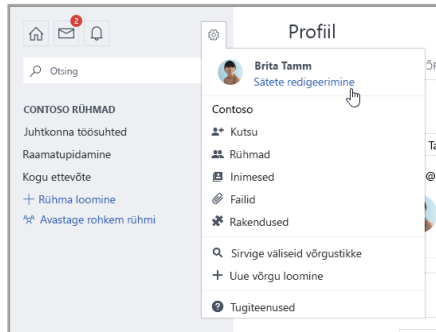 2
Profiil
Otsing
Brita Tamm
Sätete redigeerimine
CONTOSO RÜHMAD
Juhtkonna töösuhted
Raamatupidamine
Kogu ettevõte
Rühma loomine
Avastage rohkem rühmi
Contoso
Kutsu
Rühmad
Inimesed
Failid
Rakendused
Sirvige väliseid võrgustikke
Uue võrgu loomine
Tugiteenused
@